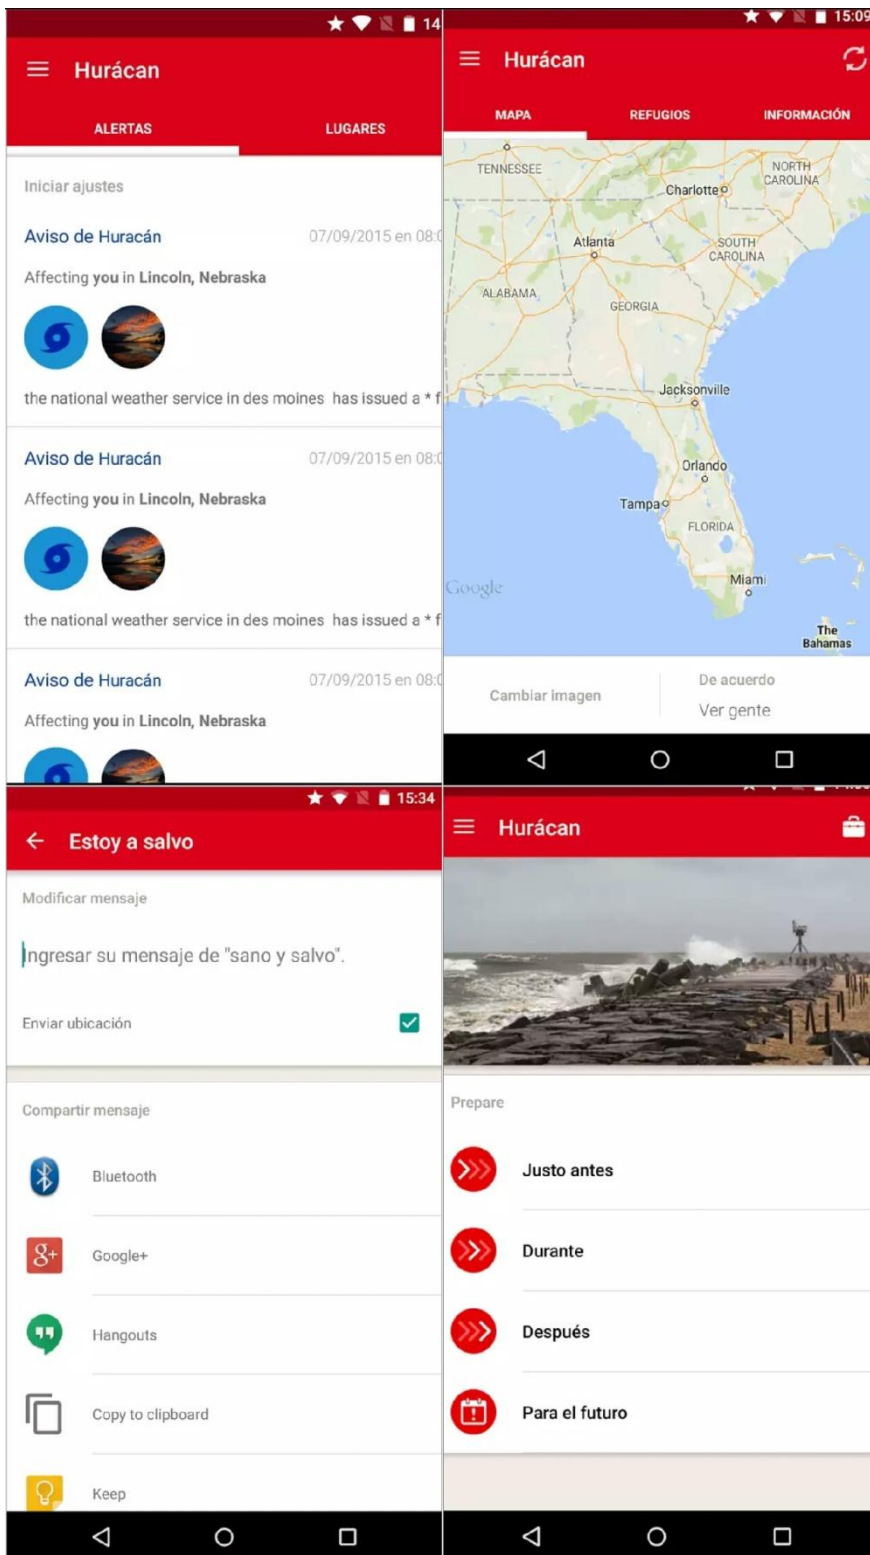 14
Hurácan
ALERTAS LUGARES
Iniciar ajustes
Aviso de Huracán 07/09/2015 en 08:0
Affecting you in Lincoln, Nebraska
the national weather service in des moines has issued a * f
Aviso de Huracán 07/09/2015 en 08:0
Affecting you in Lincoln, Nebraska
the national weather service in des moines has issued a * f
Aviso de Huracán 07/09/2015 en 08:0
Affecting you in Lincoln, Nebraska
15:09
Hurácan
MAPA REFUGIOS INFORMACIÓN
TENNESSEE
NORTH
CAROLINA
Charlotte
Atlanta
SOUTH
CAROLINA
ALABAMA
GEORGIA
Jacksonville
Orlando
Tampa
FLORIDA
Google
Miami
The
Bahamas
Cambiar imagen
De acuerdo
Ver gente
15:34
Estoy a salvo
Modificar mensaje
Ingresar su mensaje de "sano y salvo".
Enviar ubicación
Compartir mensaje
Bluetooth
g+ Google+
Hangouts
Copy to clipboard
Keep
Hurácan
Prepare
Justo antes
Durante
Después
Para el futuro